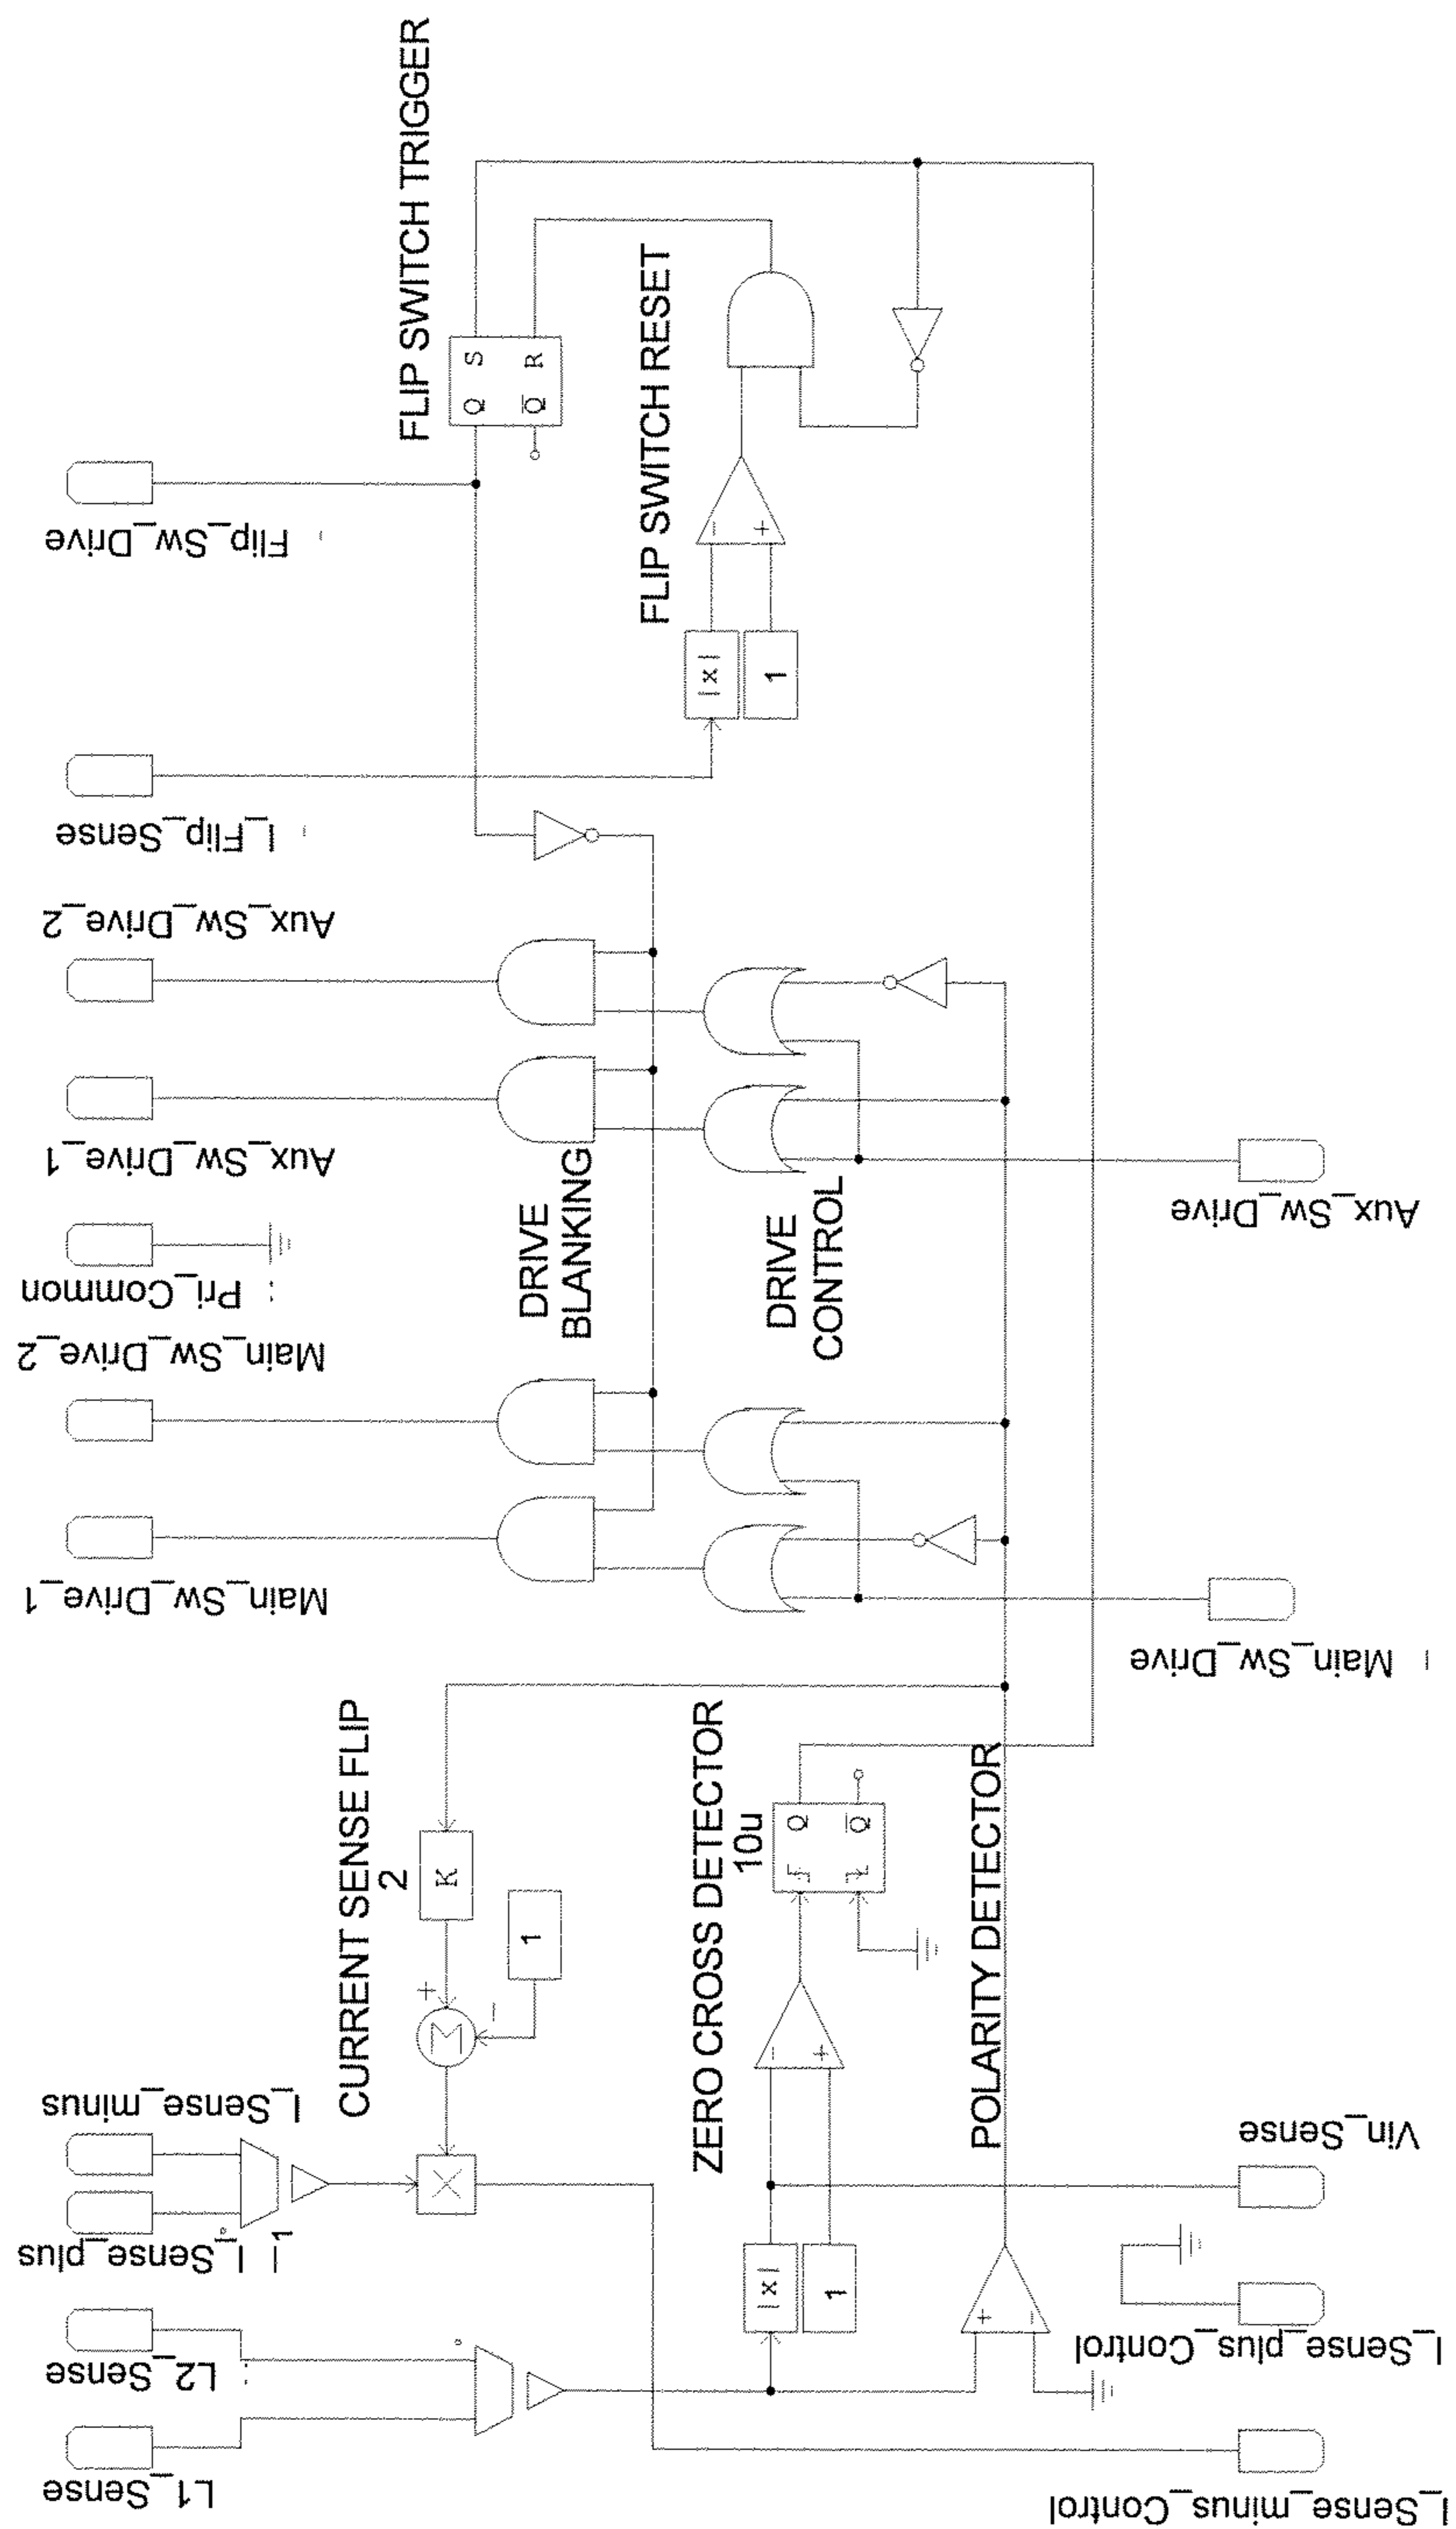 FLIP SWITCH TRIGGER
Q S
Q R
Flip_Sw_Drive
FLIP SWITCH RESET
|x|
1
-
+
I_Flip_Sense
Aux_Sw_Drive_2
Aux_Sw_Drive_1
Pri_Common
Main_Sw_Drive_2
Main_Sw_Drive_1
DRIVE
BLANKING
DRIVE
CONTROL
Aux_Sw_Drive
Main_Sw_Drive
CURRENT SENSE FLIP
2
K
1
+
-
Σ
X
I_Sense_minus
I_Sense_plus
-1
L2_Sense
L1_Sense
ZERO CROSS DETECTOR
10u
Q
Q
-
+
|x|
1
POLARITY DETECTOR
+
-
Vin_Sense
I_Sense_plus_Control
I_Sense_minus_Control